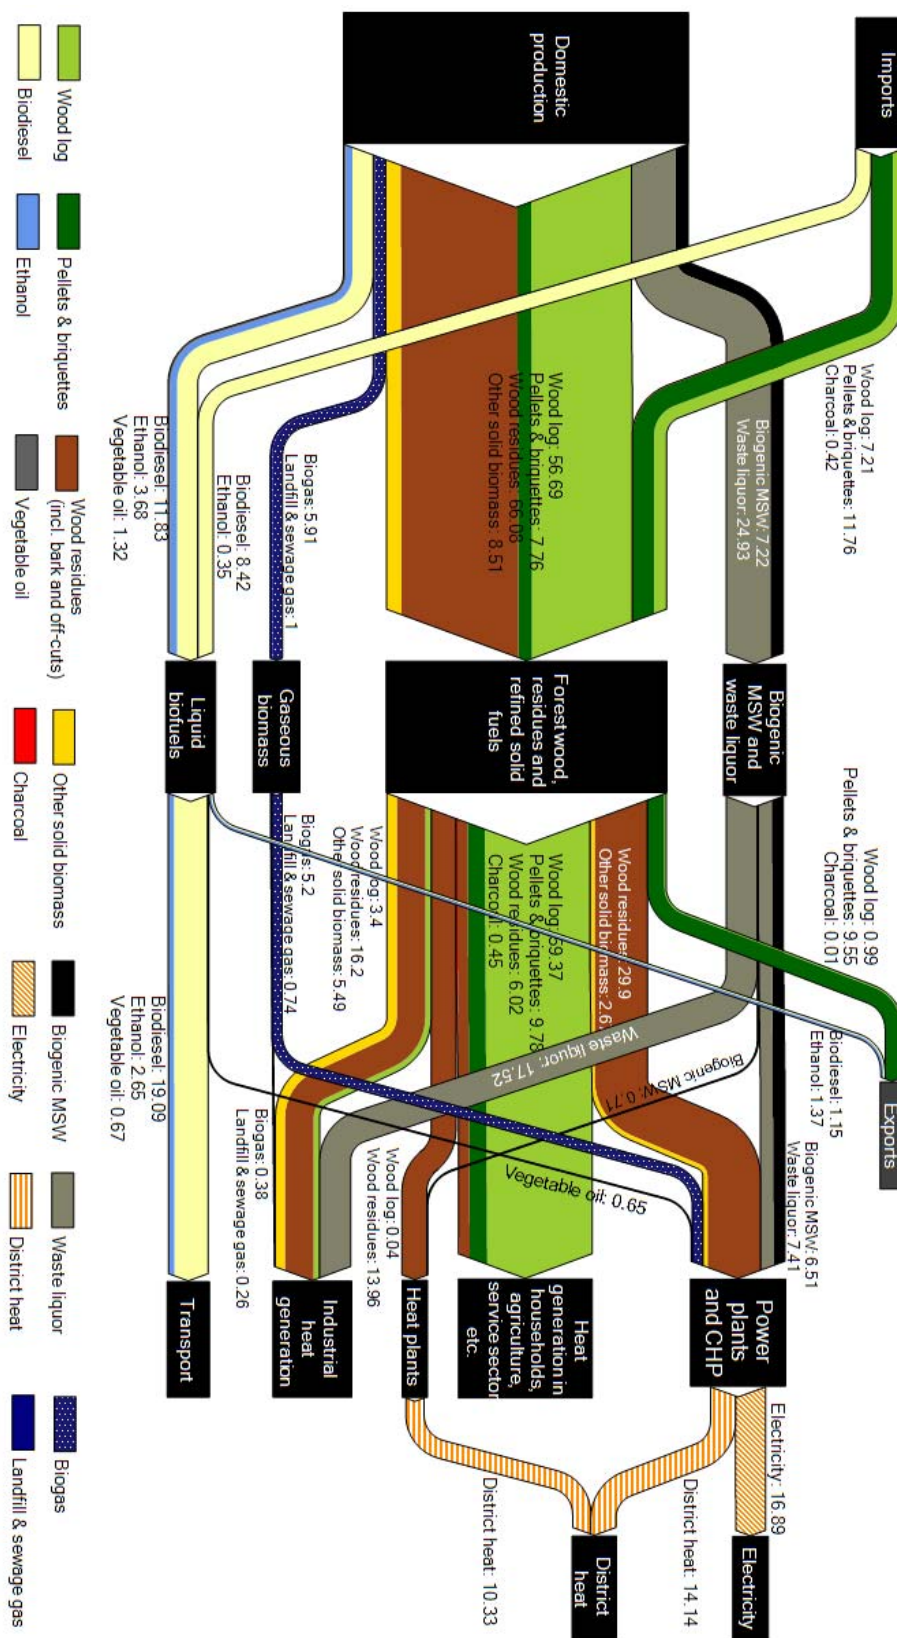 Imports
Domestic
production
Wood log: 7.21
Pellets & briquettes: 11.76
Charcoal: 0.42
Biogenic MSW: 7.22
Waste liquor: 24.93
Wood log: 56.69
Pellets & briquettes: 7.76
Wood residues: 66.08
Other solid biomass: 8.51
Biogas: 5.91
Landfill & sewage gas: 1
Biodiesel: 8.42
Ethanol: 0.35
Biodiesel: 11.83
Ethanol: 3.68
Vegetable oil: 1.32
Biogenic
MSW and
waste liquor
Forest wood,
residues and
refined solid
fuels
Gaseous
biomass
Liquid
biofuels
Wood log: 0.99
Pellets & briquettes: 9.55
Charcoal: 0.01
Biodiesel: 1.15
Ethanol: 1.37
Exports
Biogenic MSW: 6.51
Waste liquor: 7.41
Wood residues: 29.9
Other solid biomass: 2.6
Biogenic MSW: 0.71
Waste liquor: 17.52
Wood log: 59.37
Pellets & briquettes: 9.78
Wood residues: 6.02
Charcoal: 0.45
Vegetable oil: 0.65
Wood log: 3.4
Wood residues: 16.2
Other solid biomass: 5.49
Biogas: 5.2
Landfill & sewage gas: 0.74
Wood log: 0.04
Wood residues: 13.96
Biogas: 0.38
Landfill & sewage gas: 0.26
Biodiesel: 19.09
Ethanol: 2.65
Vegetable oil: 0.67
Power
plants
and CHP
Heat
generation in
households,
agriculture,
service sector
etc.
Heat plants
Industrial
heat
generation
Transport
Electricity: 16.89
District heat: 14.14
District heat: 10.33
Electricity
District
heat
Wood log
Pellets & briquettes
Wood residues
(incl. bark and off-cuts)
Other solid biomass
Biogenic MSW
Waste liquor
Biogas
Biodiesel
Ethanol
Vegetable oil
Charcoal
Electricity
District heat
Landfill & sewage gas